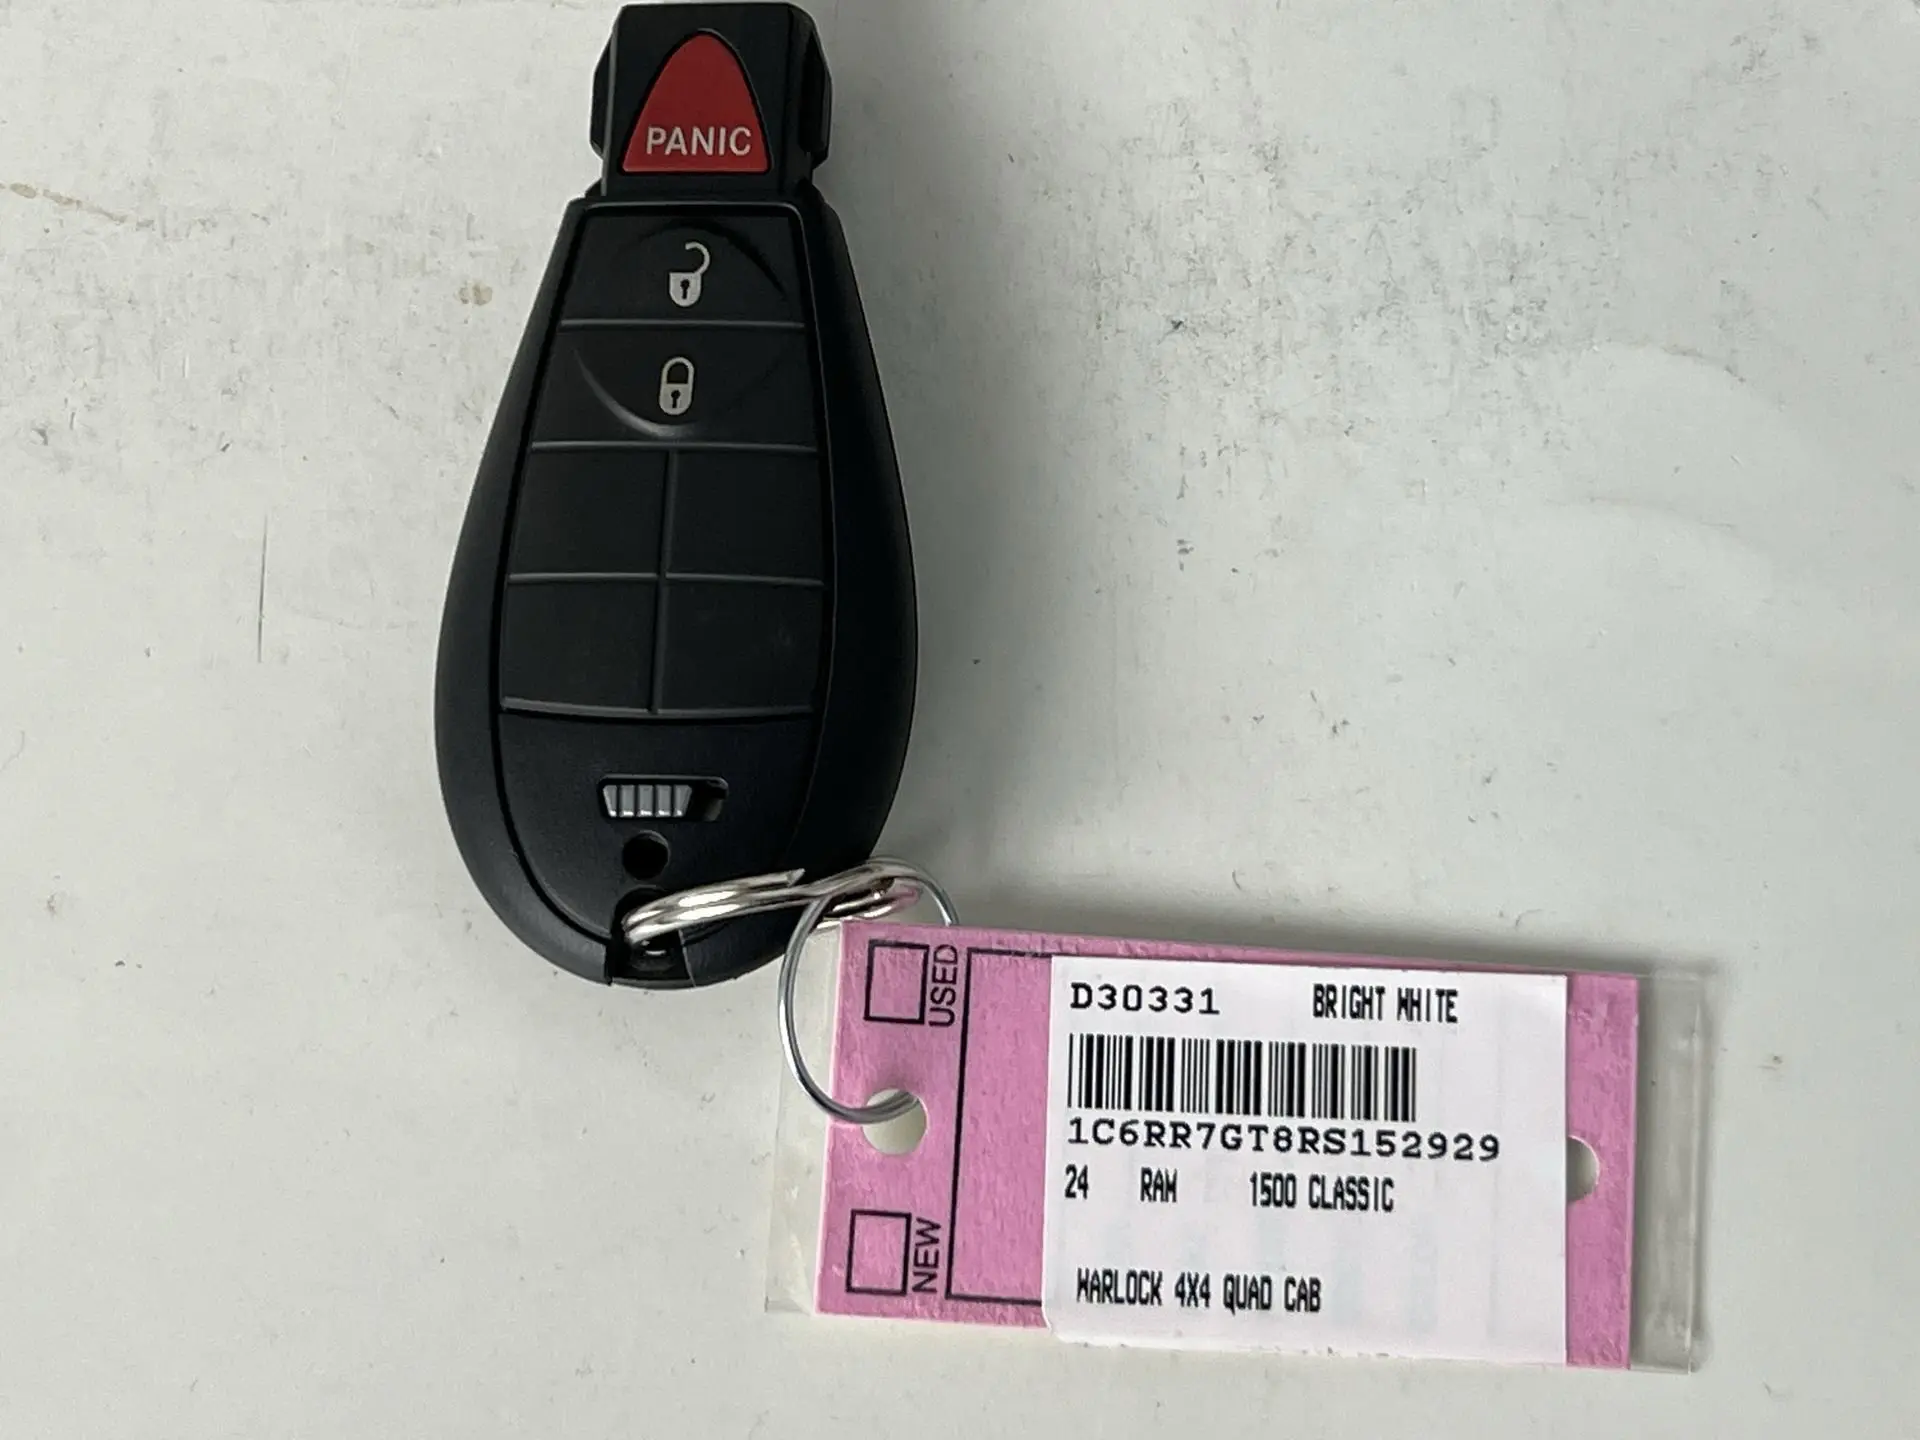 PANIC
USED
NEW
D30331 BRIGHT WHITE
1C6RR7GT8RS152929
24 RAM 1500 CLASSIC
WARLOCK 4X4 QUAD CAB